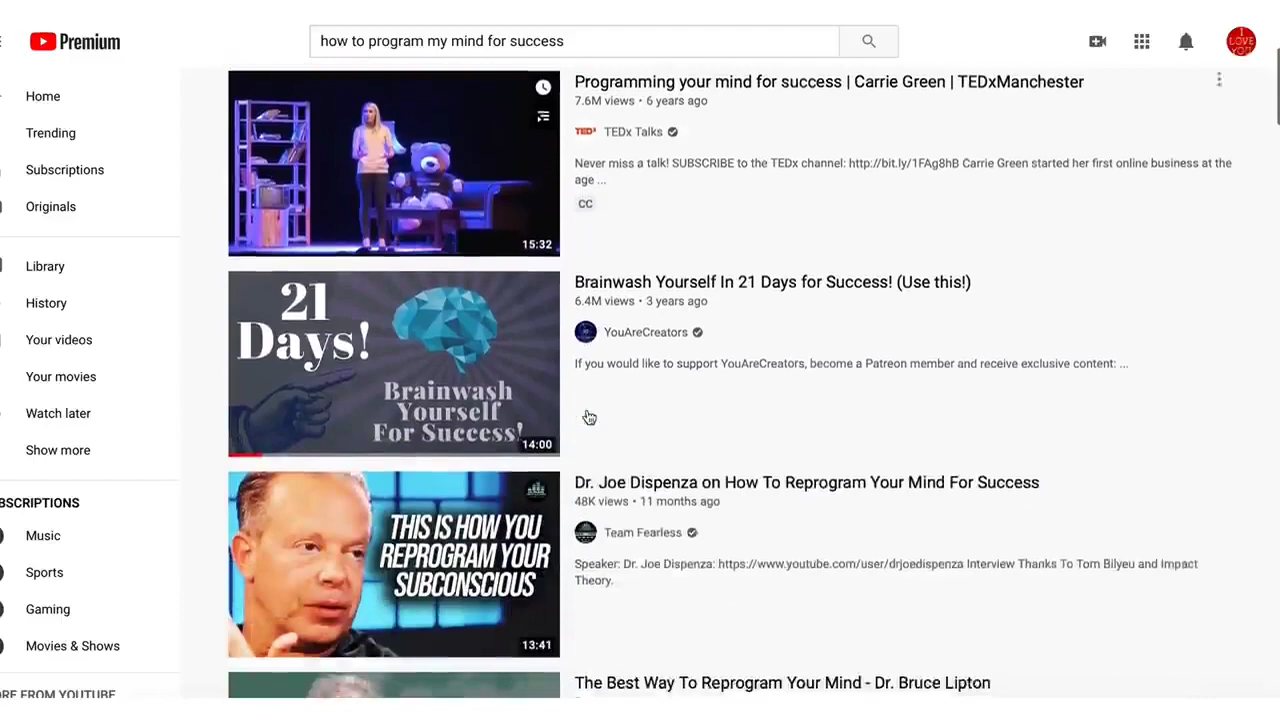 Premium
how to program my mind for success
I
LOVE
YOU
Home
Trending
Subscriptions
Originals
Library
History
Your videos
Your movies
Watch later
Show more
BSCRIPTIONS
Music
Sports
Gaming
Movies & Shows
ORE FROM YOUTUBE
15:32
Programming your mind for success | Carrie Green | TEDxManchester
7.6M views • 6 years ago
TEDx TEDx Talks
Never miss a talk! SUBSCRIBE to the TEDx channel: http://bit.ly/1FAg8hB Carrie Green started her first online business at the
age ...
CC
21
Days!
Brainwash
Yourself
For Success!
14:00
Brainwash Yourself In 21 Days for Success! (Use this!)
6.4M views • 3 years ago
YouAreCreators
If you would like to support YouAreCreators, become a Patreon member and receive exclusive content: ...
THIS IS HOW YOU
REPROGRAM YOUR
SUBCONSCIOUS
13:41
Dr. Joe Dispenza on How To Reprogram Your Mind For Success
48K views • 11 months ago
Team Fearless
Speaker: Dr. Joe Dispenza: https://www.youtube.com/user/drjoedispenza Interview Thanks To Tom Bilyeu and Impact
Theory.
The Best Way To Reprogram Your Mind - Dr. Bruce Lipton